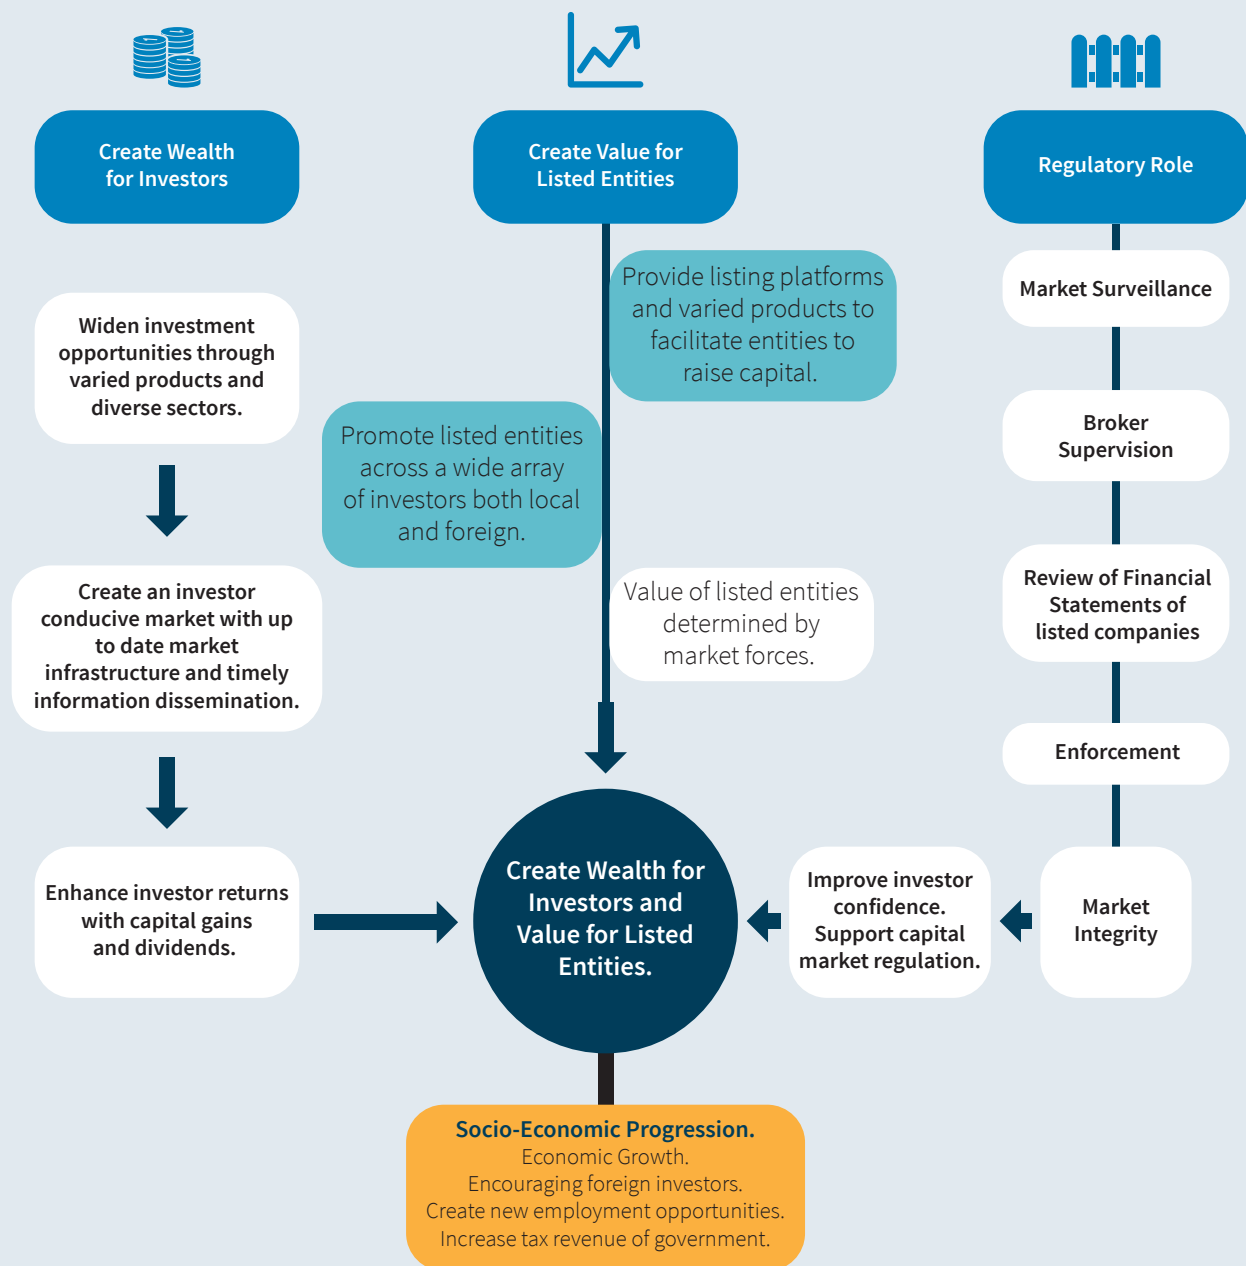 Create Wealth
for Investors
Widen investment
opportunities through
varied products and
diverse sectors.
Create an investor
conducive market with up
to date market
infrastructure and timely
information dissemination.
Enhance investor returns
with capital gains
and dividends.
Create Value for
Listed Entities
Provide listing platforms
and varied products to
facilitate entities to
raise capital.
Promote listed entities
across a wide array
of investors both local
and foreign.
Value of listed entities
determined by
market forces.
Regulatory Role
Market Surveillance
Broker
Supervision
Review of Financial
Statements of
listed companies
Enforcement
Market
Integrity
Improve investor
confidence.
Support capital
market regulation.
Create Wealth for
Investors and
Value for Listed
Entities.
Socio-Economic Progression.
Economic Growth.
Encouraging foreign investors.
Create new employment opportunities.
Increase tax revenue of government.